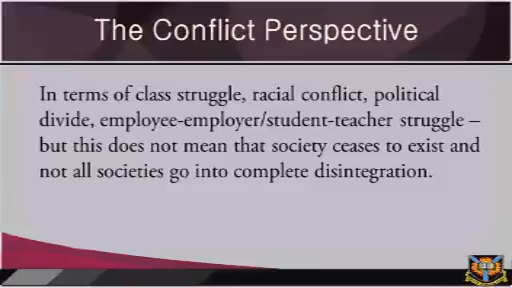 The Conflict Perspective
In terms of class struggle, racial conflict, political
divide, employee-employer/student-teacher struggle –
but this does not mean that society ceases to exist and
not all societies go into complete disintegration.